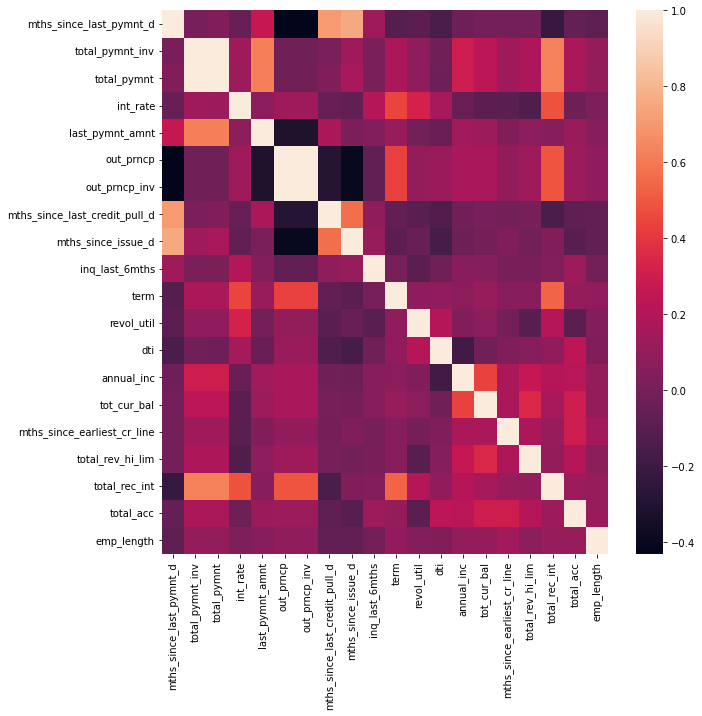 mths_since_last_pymnt_d
total_pymnt_inv
total_pymnt
int_rate
last_pymnt_amnt
out_prncp
out_prncp_inv
mths_since_last_credit_pull_d
mths_since_issue_d
inq_last_6mths
term
revol_util
dti
annual_inc
tot_cur_bal
mths_since_earliest_cr_line
total_rev_hi_lim
total_rec_int
total_acc
emp_length
mths_since_last_pymnt_d
total_pymnt_inv
total_pymnt
int_rate
last_pymnt_amnt
out_prncp
out_prncp_inv
mths_since_last_credit_pull_d
mths_since_issue_d
inq_last_6mths
term
revol_util
dti
annual_inc
tot_cur_bal
mths_since_earliest_cr_line
total_rev_hi_lim
total_rec_int
total_acc
emp_length
1.0
0.8
0.6
0.4
0.2
0.0
−0.2
−0.4